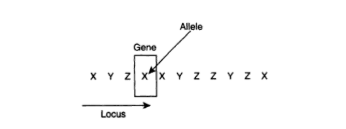 Allele
Gene
X Y Z X X Y Z Z Y Z X
Locus